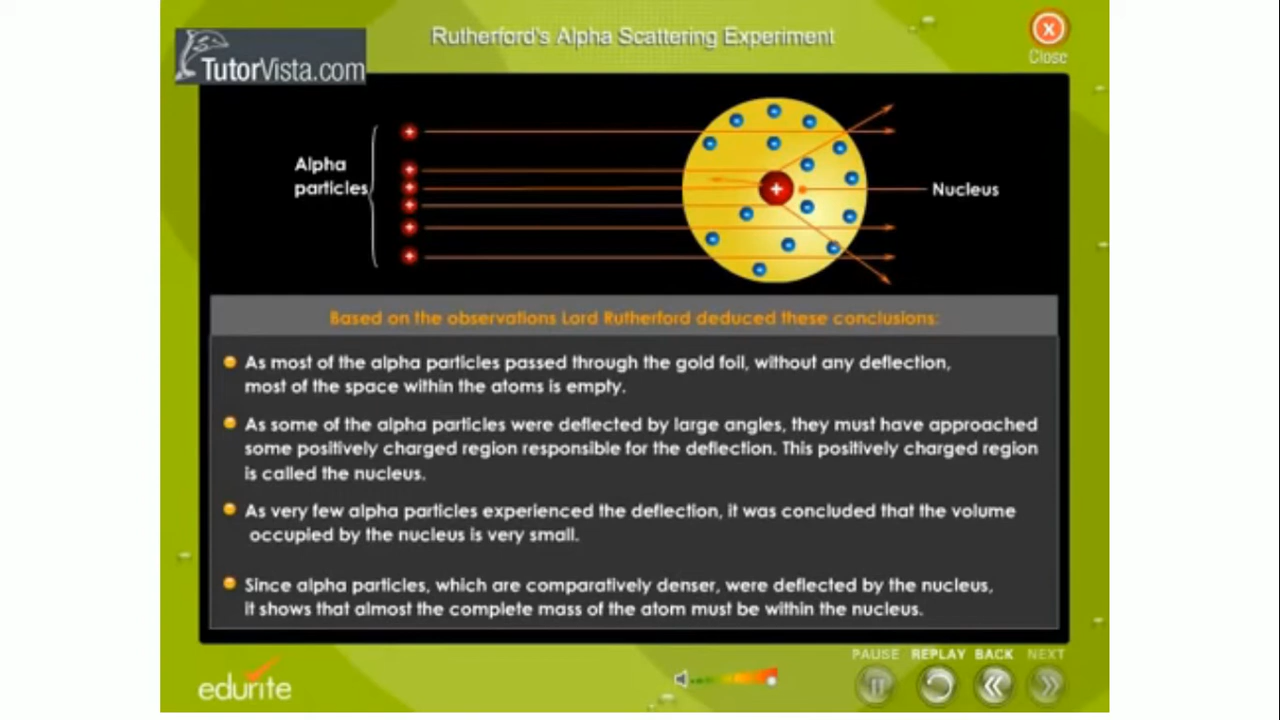 Rutherford's Alpha Scattering Experiment
Close
TutorVista.com
Alpha
particles
Nucleus
Based on the observations Lord Rutherford deduced these conclusions:
As most of the alpha particles passed through the gold foil, without any deflection,
most of the space within the atoms is empty.
As some of the alpha particles were deflected by large angles, they must have approached
some positively charged region responsible for the deflection. This positively charged region
is called the nucleus.
As very few alpha particles experienced the deflection, it was concluded that the volume
occupied by the nucleus is very small.
Since alpha particles, which are comparatively denser, were deflected by the nucleus,
it shows that almost the complete mass of the atom must be within the nucleus.
PAUSE REPLAY BACK NEXT
edurite